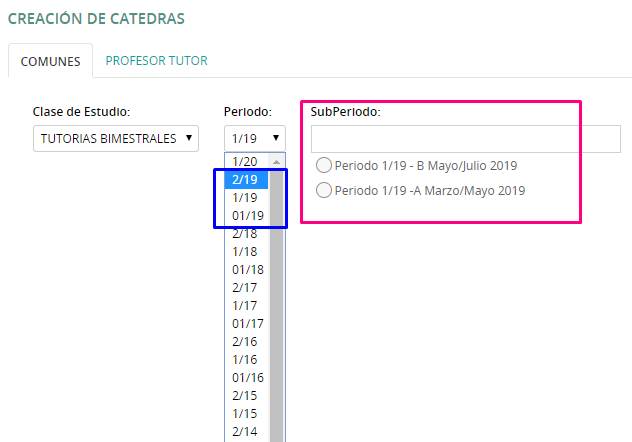 CREACIÓN DE CATEDRAS
COMUNES PROFESOR TUTOR
Clase de Estudio: Periodo: SubPeriodo:
TUTORIAS BIMESTRALES 1/19
1/20
Periodo 1/19 - B Mayo/Julio 2019
2/19
Periodo 1/19 -A Marzo/Mayo 2019
1/19
01/19
2/18
1/18
01/18
2/17
1/17
01/17
2/16
1/16
01/16
2/15
1/15
2/14